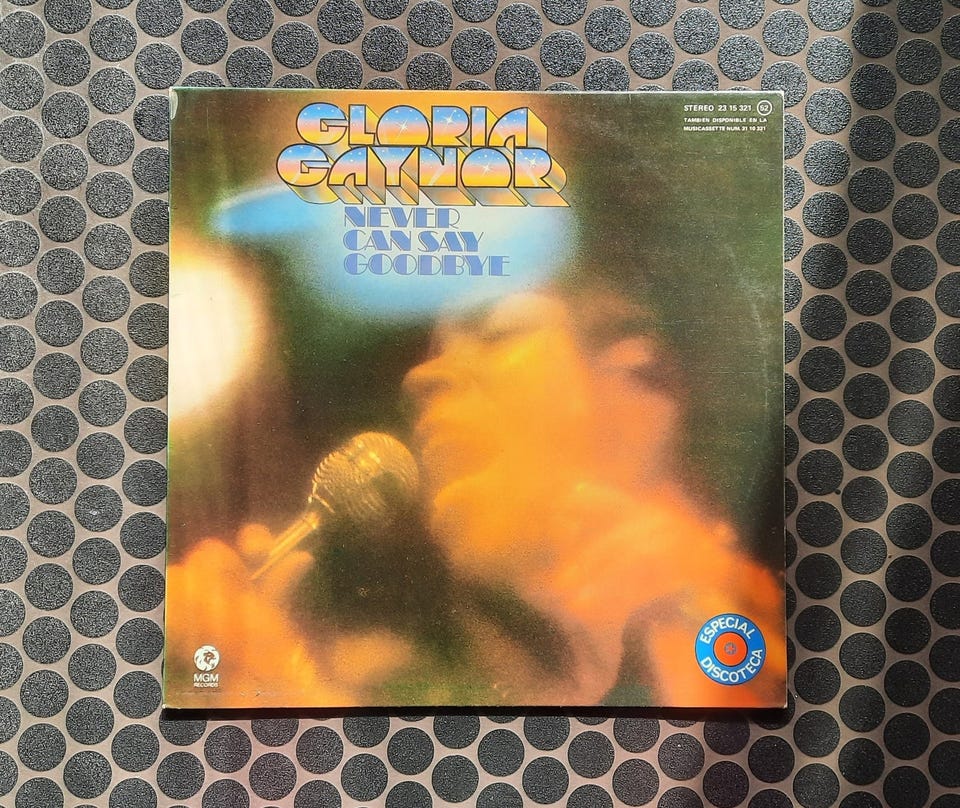 GLORIA
GAYNOR
NEVER
CAN SAY
GOODBYE
STEREO 23 15 321 52
TAMBIEN DISPONIBLE EN LA
MUSICASSETTE NUM. 31 10 321
ESPECIAL
DISCOTECA
MGM
RECORDS